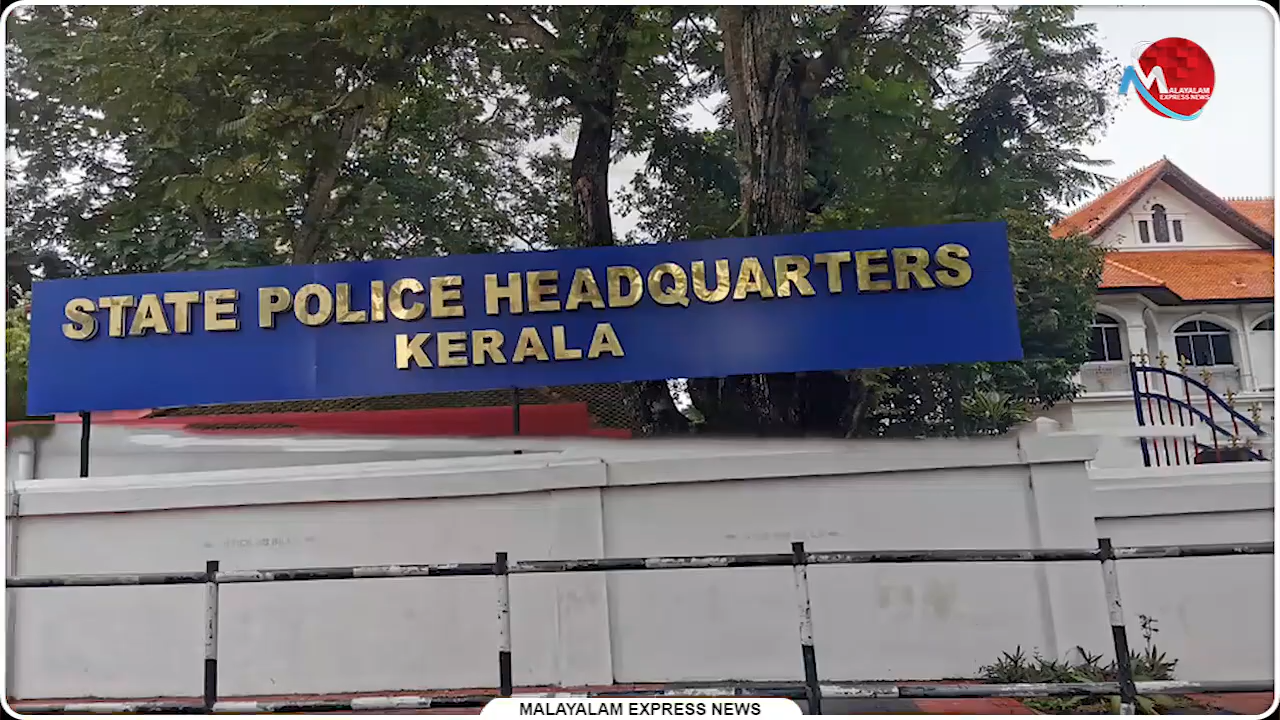 MALAYALAM
EXPRESS NEWS
STATE POLICE HEADQUARTERS
KERALA
MALAYALAM EXPRESS NEWS